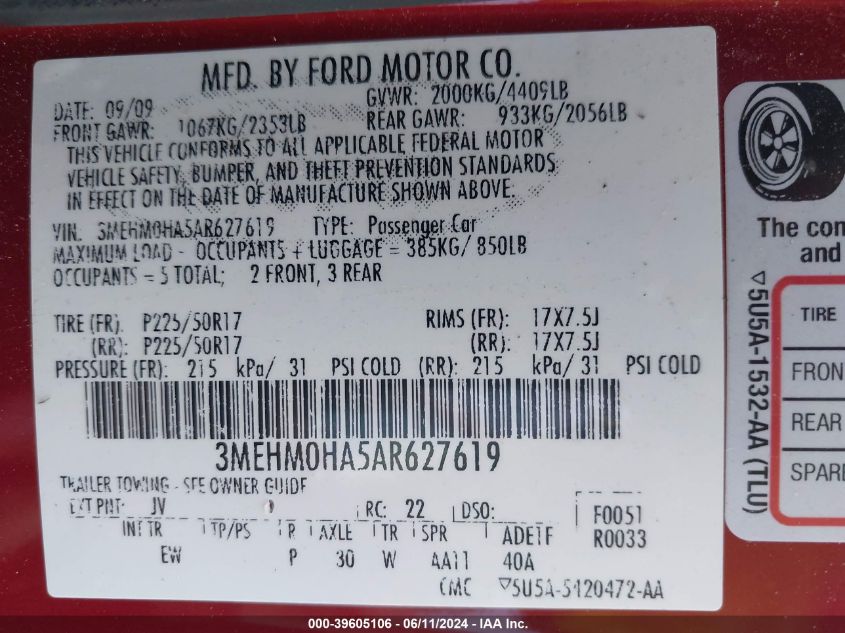 MFD. BY FORD MOTOR CO.
DATE: 09/09 GVWR: 2000KG/4409LB
FRONT GAWR: 1067KG/2353LB REAR GAWR: 933KG/2056LB
THIS VEHICLE CONFORMS TO ALL APPLICABLE FEDERAL MOTOR
VEHICLE SAFETY, BUMPER, AND THEFT PREVENTION STANDARDS
IN EFFECT ON THE DATE OF MANUFACTURE SHOWN ABOVE.
VIN: 3MEHM0HA5AR627619 TYPE: Passenger Car
MAXIMUM LOAD - OCCUPANTS + LUGGAGE = 385KG/ 850LB
OCCUPANTS = 5 TOTAL; 2 FRONT, 3 REAR
TIRE (FR): P225/50R17 RIMS (FR): 17X7.5J
(RR): P225/50R17 (RR): 17X7.5J
PRESSURE (FR): 215 kPa/ 31 PSI COLD (RR): 215 kPa/ 31 PSI COLD
3MEHM0HA5AR627619
TRAILER TOWING - SEE OWNER GUIDE
EXT PNT: JV RC: 22 DSO: F0051
INT TR TP/PS R AXLE TR SPR ADE1F R0033
EW P 30 W AA11 40A
CMC ▽5U5A-5420472-AA
The con
and
▽5U5A-1532-AA (TLU)
TIRE
FRON
REAR
SPARE
000-39605106 - 06/11/2024 - IAA Inc.